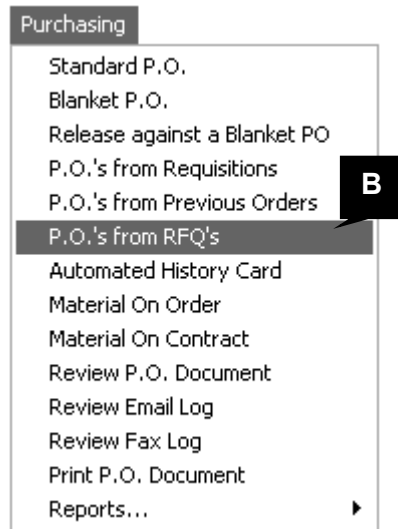 Purchasing
Standard P.O.
Blanket P.O.
Release against a Blanket PO
P.O.'s from Requisitions
B
P.O.'s from Previous Orders
P.O.'s from RFQ's
Automated History Card
Material On Order
Material On Contract
Review P.O. Document
Review Email Log
Review Fax Log
Print P.O. Document
Reports...